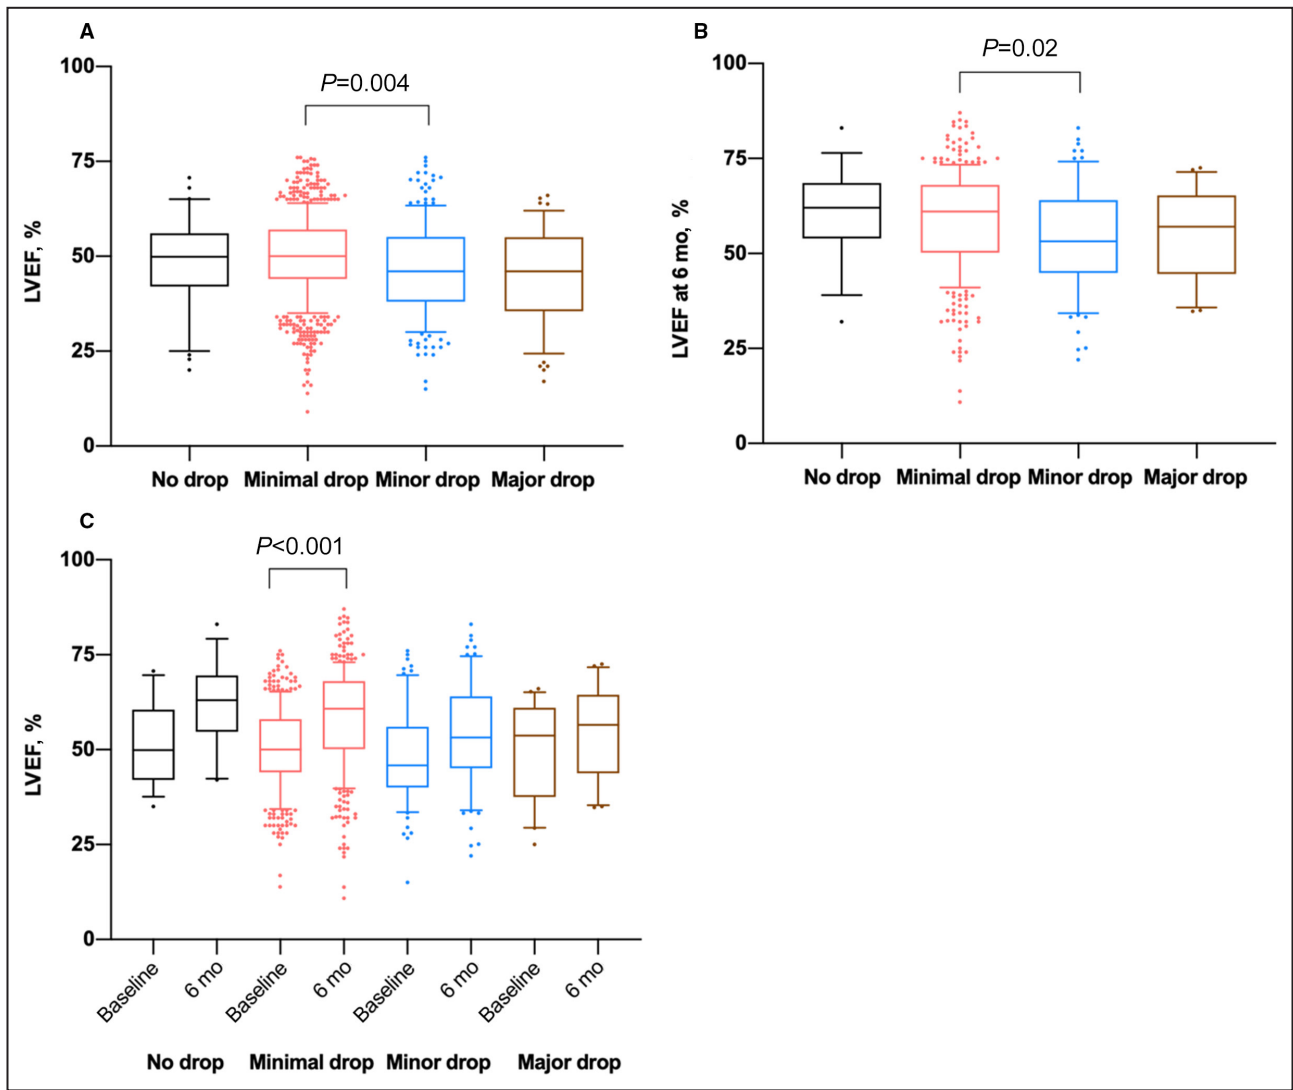 A
P=0.004
100
75
50
25
0
LVEF, %
No drop Minimal drop Minor drop Major drop
B
P=0.02
100
75
50
25
0
LVEF at 6 mo, %
No drop Minimal drop Minor drop Major drop
C
P<0.001
100
75
50
25
0
LVEF, %
Baseline 6 mo Baseline 6 mo Baseline 6 mo Baseline 6 mo
No drop Minimal drop Minor drop Major drop